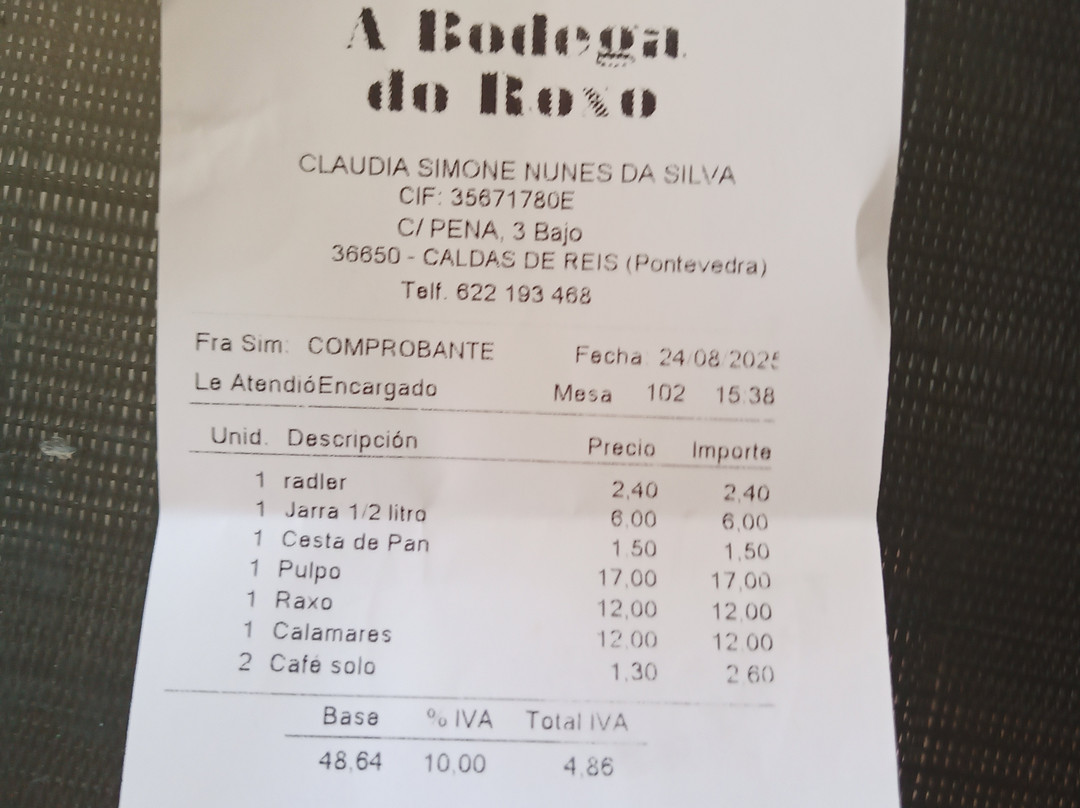 A Bodega
do Roxo
CLAUDIA SIMONE NUNES DA SILVA
CIF: 35671780E
C/ PENA, 3 Bajo
36650 - CALDAS DE REIS (Pontevedra)
Telf. 622 193 468
Fra Sim: COMPROBANTE Fecha: 24/08/2025
Le AtendióEncargado Mesa 102 15:38
Unid. Descripción Precio Importe
1 radler 2,40 2,40
1 Jarra 1/2 litro 6,00 6,00
1 Cesta de Pan 1,50 1,50
1 Pulpo 17,00 17,00
1 Raxo 12,00 12,00
1 Calamares 12,00 12,00
2 Café solo 1,30 2,60
Base % IVA Total IVA
48,64 10,00 4,86